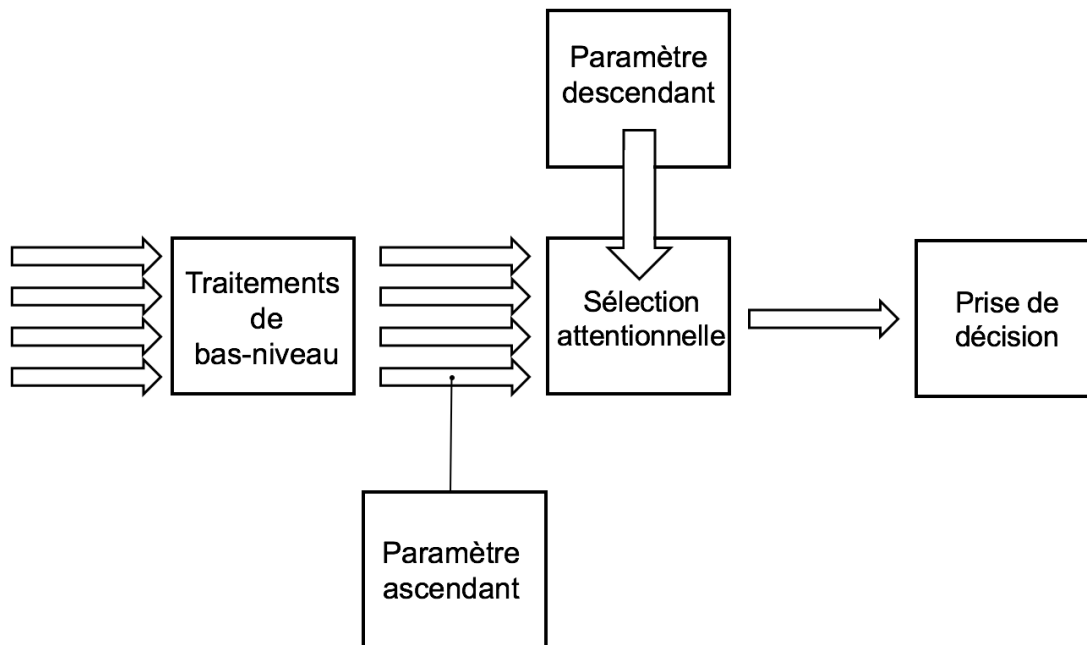 Paramètre
descendant
Traitements
de
bas-niveau
Sélection
attentionnelle
Prise de
décision
Paramètre
ascendant